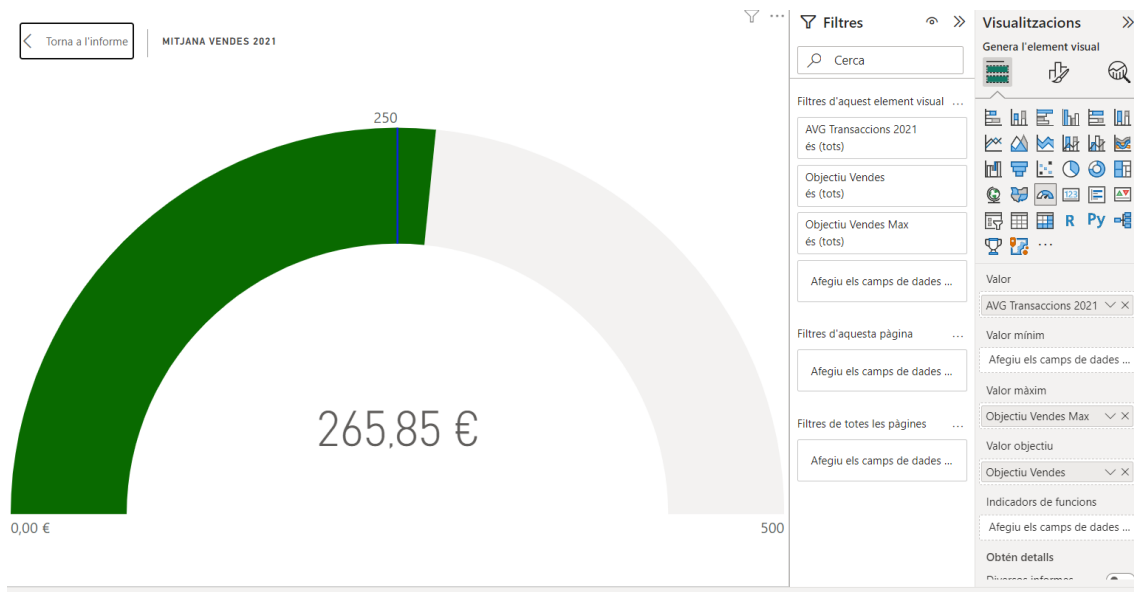 Torna a l'informe
MITJANA VENDES 2021
250
265,85 €
0,00 €
500
Filtres
Cerca
Filtres d'aquest element visual ...
AVG Transaccions 2021
és (tots)
Objectiu Vendes
és (tots)
Objectiu Vendes Max
és (tots)
Afegiu els camps de dades ...
Filtres d'aquesta pàgina ...
Afegiu els camps de dades ...
Filtres de totes les pàgines ...
Afegiu els camps de dades ...
Visualitzacions
Genera l'element visual
123
R Py
Valor
AVG Transaccions 2021
Valor mínim
Afegiu els camps de dades ...
Valor màxim
Objectiu Vendes Max
Valor objectiu
Objectiu Vendes
Indicadors de funcions
Afegiu els camps de dades ...
Obtén detalls
Diversos informes